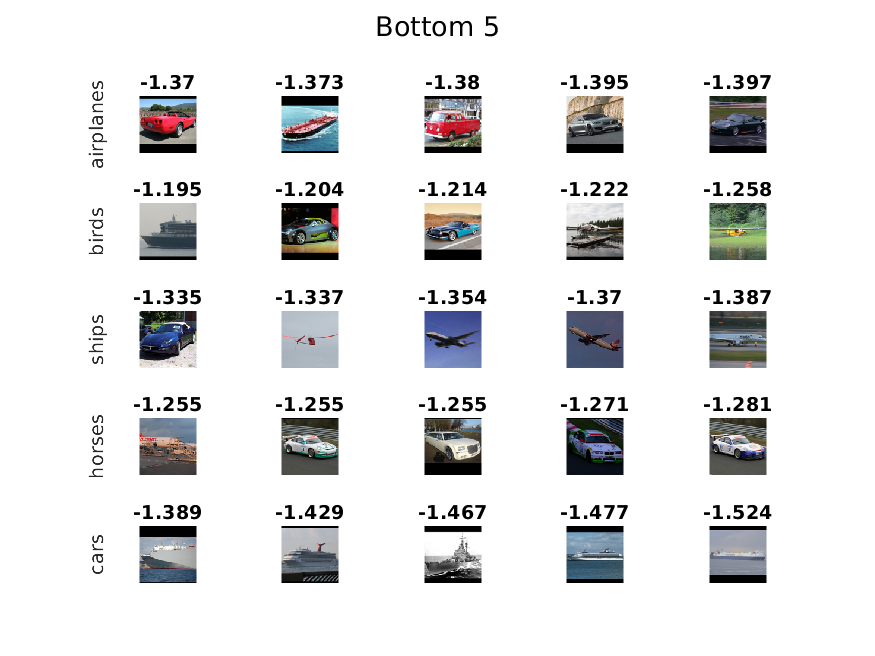 Bottom 5
airplanes
-1.37 -1.373 -1.38 -1.395 -1.397
birds
-1.195 -1.204 -1.214 -1.222 -1.258
ships
-1.335 -1.337 -1.354 -1.37 -1.387
horses
-1.255 -1.255 -1.255 -1.271 -1.281
cars
-1.389 -1.429 -1.467 -1.477 -1.524